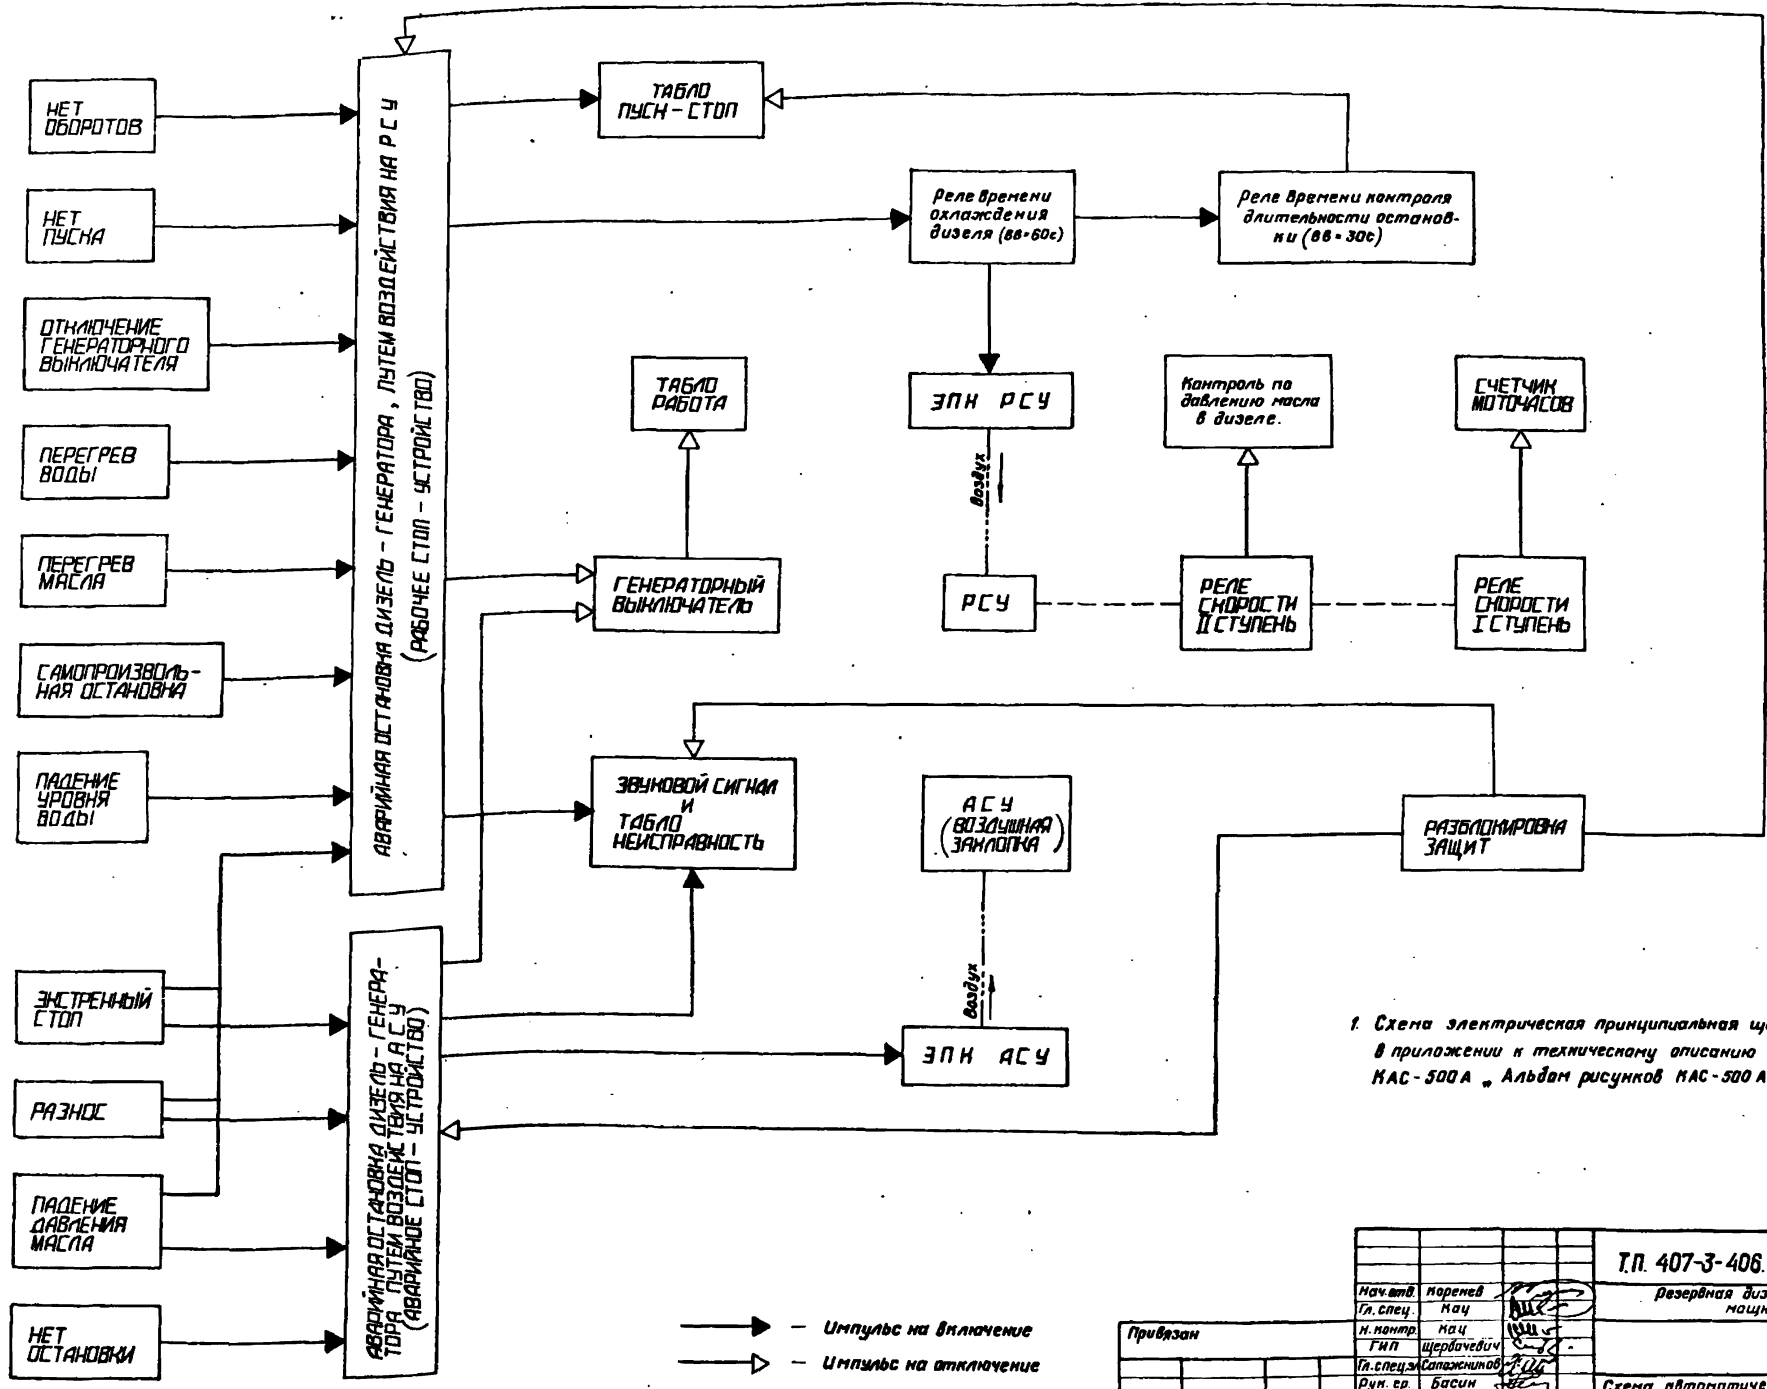 НЕТ
ОБОРОТОВ
НЕТ
ПУСКА
ОТКЛЮЧЕНИЕ
ГЕНЕРАТОРНОГО
ВЫКЛЮЧАТЕЛЯ
ПЕРЕГРЕВ
ВОДЫ
ПЕРЕГРЕВ
МАСЛА
САМОПРОИЗВОЛЬ-
НАЯ ОСТАНОВКА
ПАДЕНИЕ
УРОВНЯ
ВОДЫ
ЭКСТРЕННЫЙ
СТОП
РАЗНОС
ПАДЕНИЕ
ДАВЛЕНИЯ
МАСЛА
НЕТ
ОСТАНОВКИ
АВАРИЙНАЯ ОСТАНОВКА ДИЗЕЛЬ - ГЕНЕРАТОРА, ПУТЕМ ВОЗДЕЙСТВИЯ НА РСУ
(РАБОЧЕЕ СТОП - УСТРОЙСТВО)
АВАРИЙНАЯ ОСТАНОВКА ДИЗЕЛЬ - ГЕНЕРА-
ТОРА ПУТЕМ ВОЗДЕЙСТВИЯ НА АСУ
(АВАРИЙНОЕ СТОП - УСТРОЙСТВО)
ТАБЛО
ПУСК - СТОП
Реле времени
охлаждения
дизеля (ВВ=60с)
Реле времени контроля
длительности останов-
ки (ВВ=30с)
ТАБЛО
РАБОТА
ЭПК РСУ
Контроль по
давлению масла
в дизеле.
СЧЕТЧИК
МОТОЧАСОВ
Воздух
ГЕНЕРАТОРНЫЙ
ВЫКЛЮЧАТЕЛЬ
РСУ
РЕЛЕ
СКОРОСТИ
II СТУПЕНЬ
РЕЛЕ
СКОРОСТИ
I СТУПЕНЬ
ЗВУКОВОЙ СИГНАЛ
И
ТАБЛО
НЕИСПРАВНОСТЬ
АСУ
(ВОЗДУШНАЯ
ЗАХЛОПКА)
РАЗБЛОКИРОВКА
ЗАЩИТ
Воздух
ЭПК АСУ
1. Схема электрическая принципиальная
в приложении к техническому описанию
КАС-500А „Альбом рисунков КАС-500А
— Импульс на включение
— Импульс на отключение
Привязан
Т.П. 407-3-406.
Резервная
Нач.отд. Коренев
Гл.спец. Кац
Н.контр. Кац
ГИП Щербачевич
Гл.спец.эл Сапожников
Рук. гр. Басин
Схема